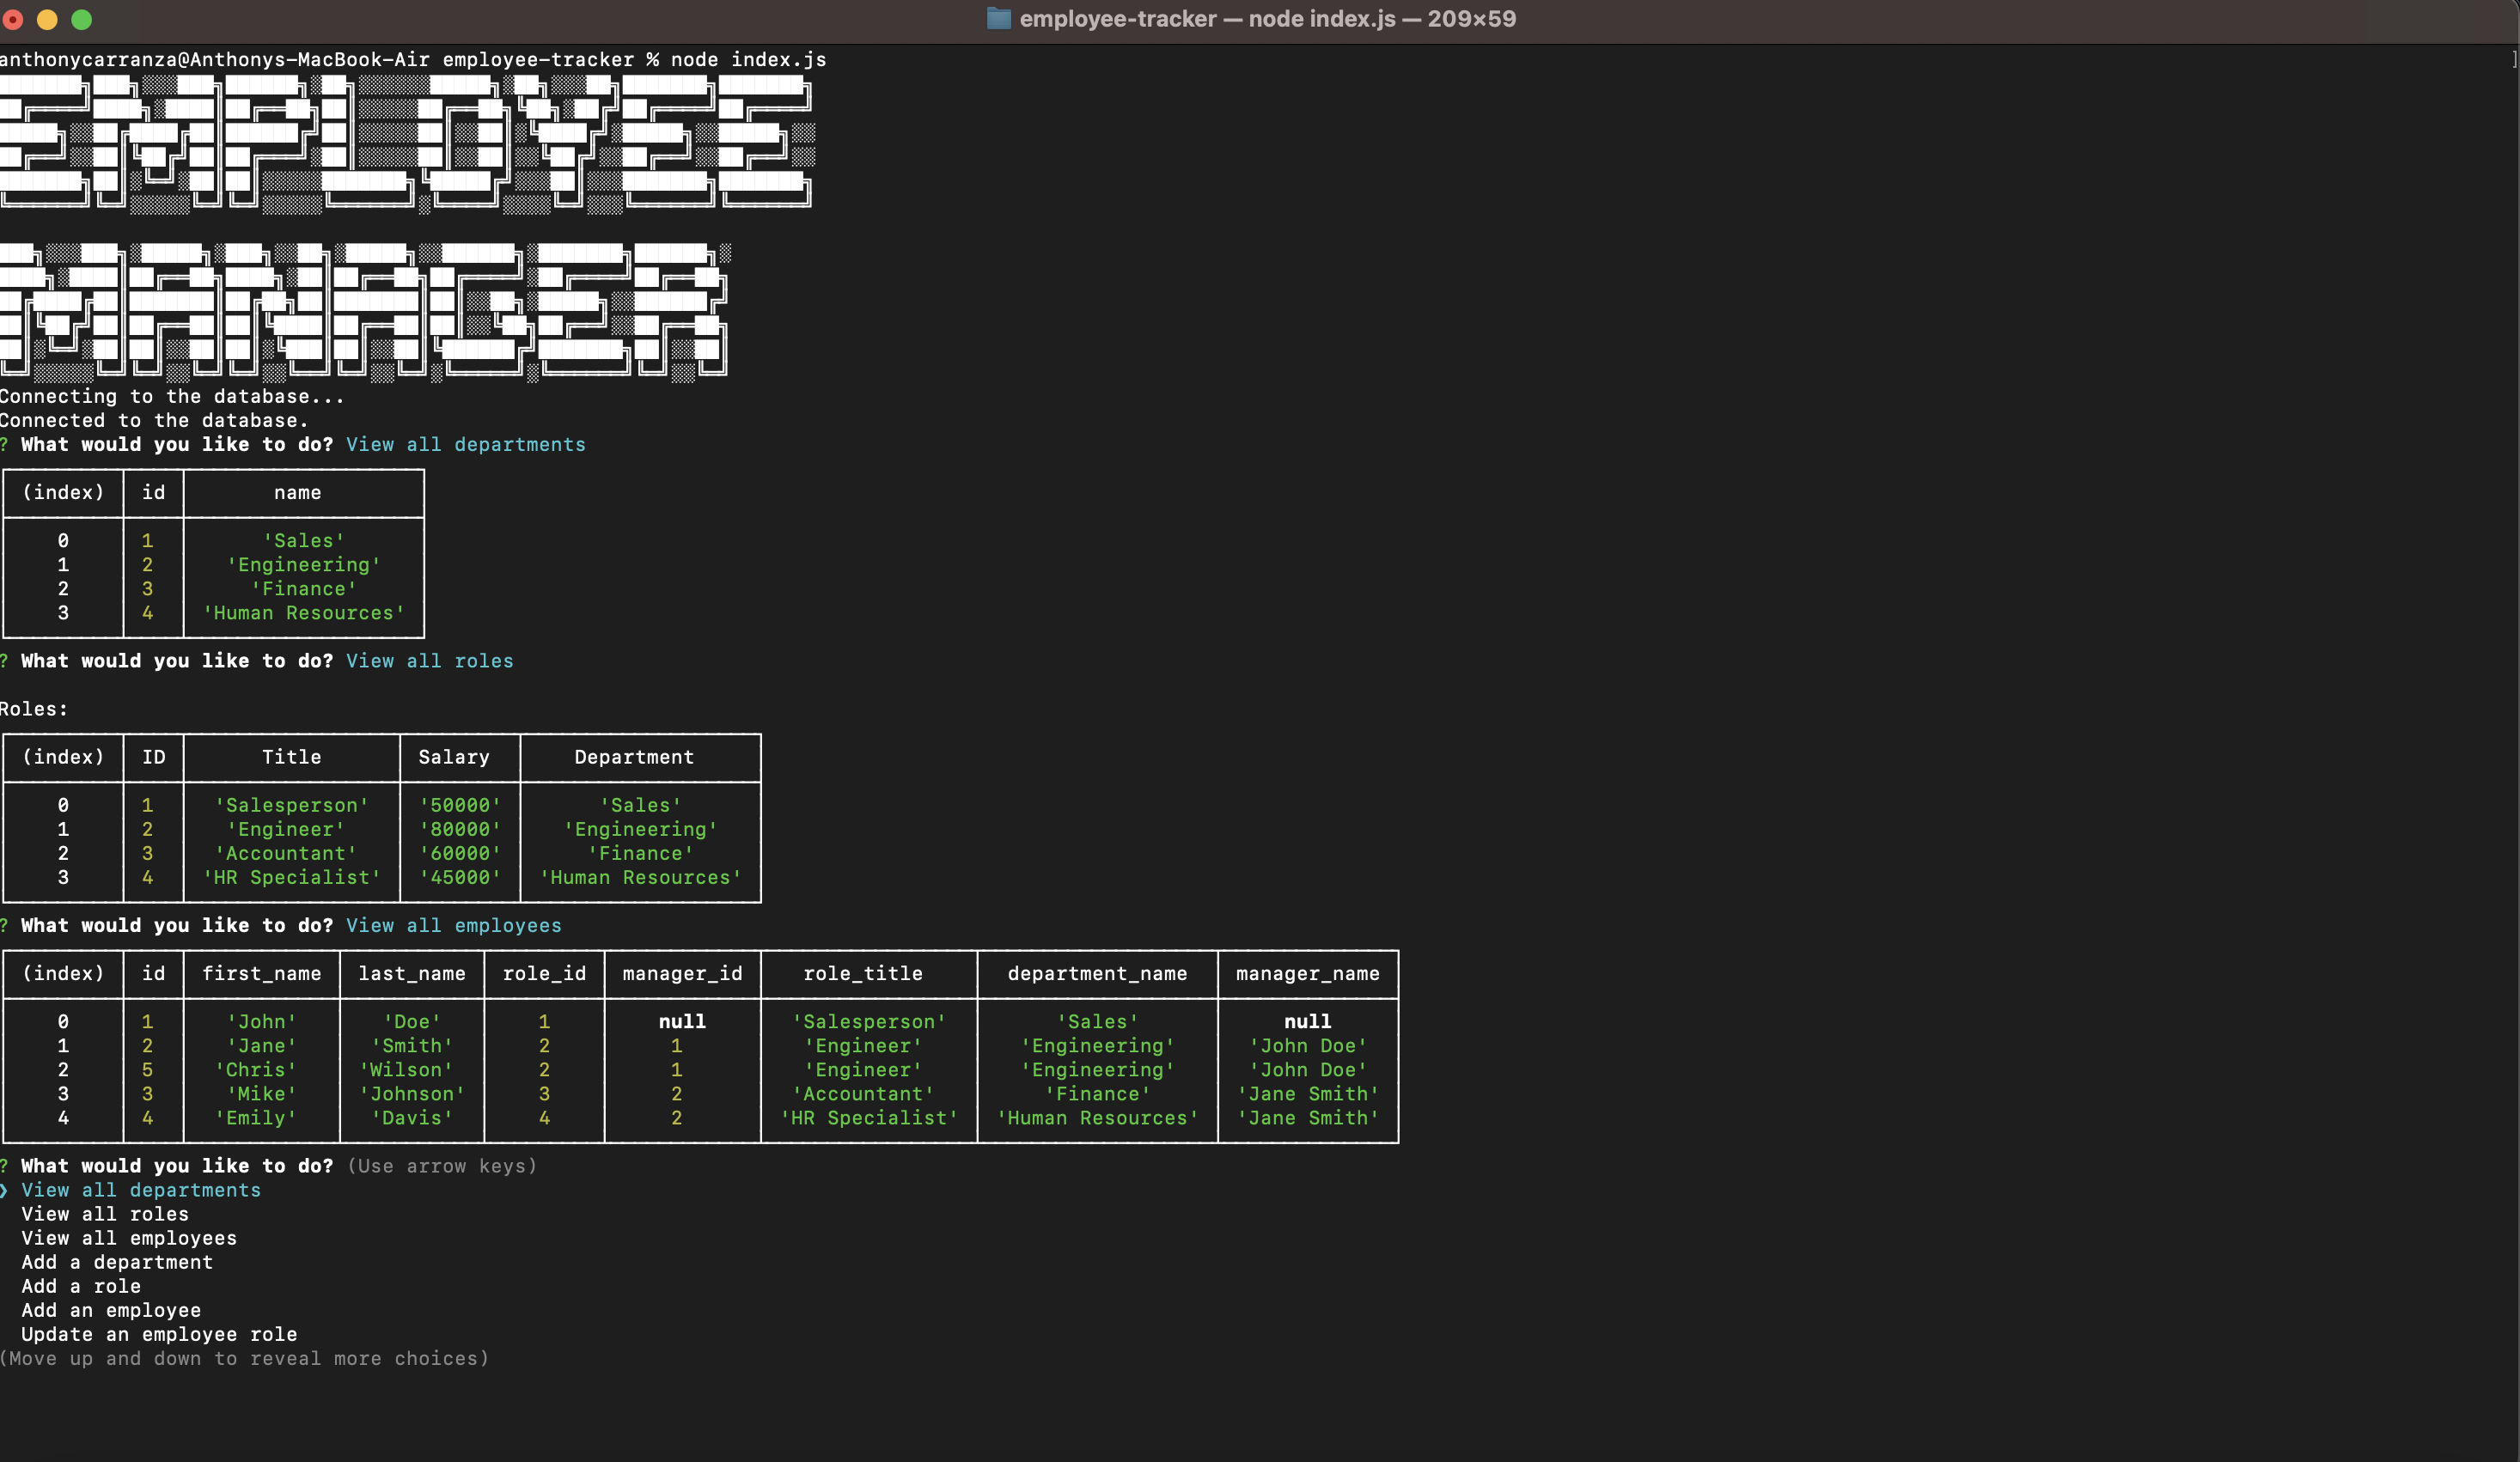 employee-tracker — node index.js — 209×59
anthonycarranza@Anthonys-MacBook-Air employee-tracker % node index.js
EMPLOYEE
MANAGER
Connecting to the database...
Connected to the database.
? What would you like to do? View all departments
(index) id name
0 1 'Sales'
1 2 'Engineering'
2 3 'Finance'
3 4 'Human Resources'
? What would you like to do? View all roles
Roles:
(index) ID Title Salary Department
0 1 'Salesperson' '50000' 'Sales'
1 2 'Engineer' '80000' 'Engineering'
2 3 'Accountant' '60000' 'Finance'
3 4 'HR Specialist' '45000' 'Human Resources'
? What would you like to do? View all employees
(index) id first_name last_name role_id manager_id role_title department_name manager_name
0 1 'John' 'Doe' 1 null 'Salesperson' 'Sales' null
1 2 'Jane' 'Smith' 2 1 'Engineer' 'Engineering' 'John Doe'
2 5 'Chris' 'Wilson' 2 1 'Engineer' 'Engineering' 'John Doe'
3 3 'Mike' 'Johnson' 3 2 'Accountant' 'Finance' 'Jane Smith'
4 4 'Emily' 'Davis' 4 2 'HR Specialist' 'Human Resources' 'Jane Smith'
? What would you like to do? (Use arrow keys)
❯ View all departments
View all roles
View all employees
Add a department
Add a role
Add an employee
Update an employee role
(Move up and down to reveal more choices)